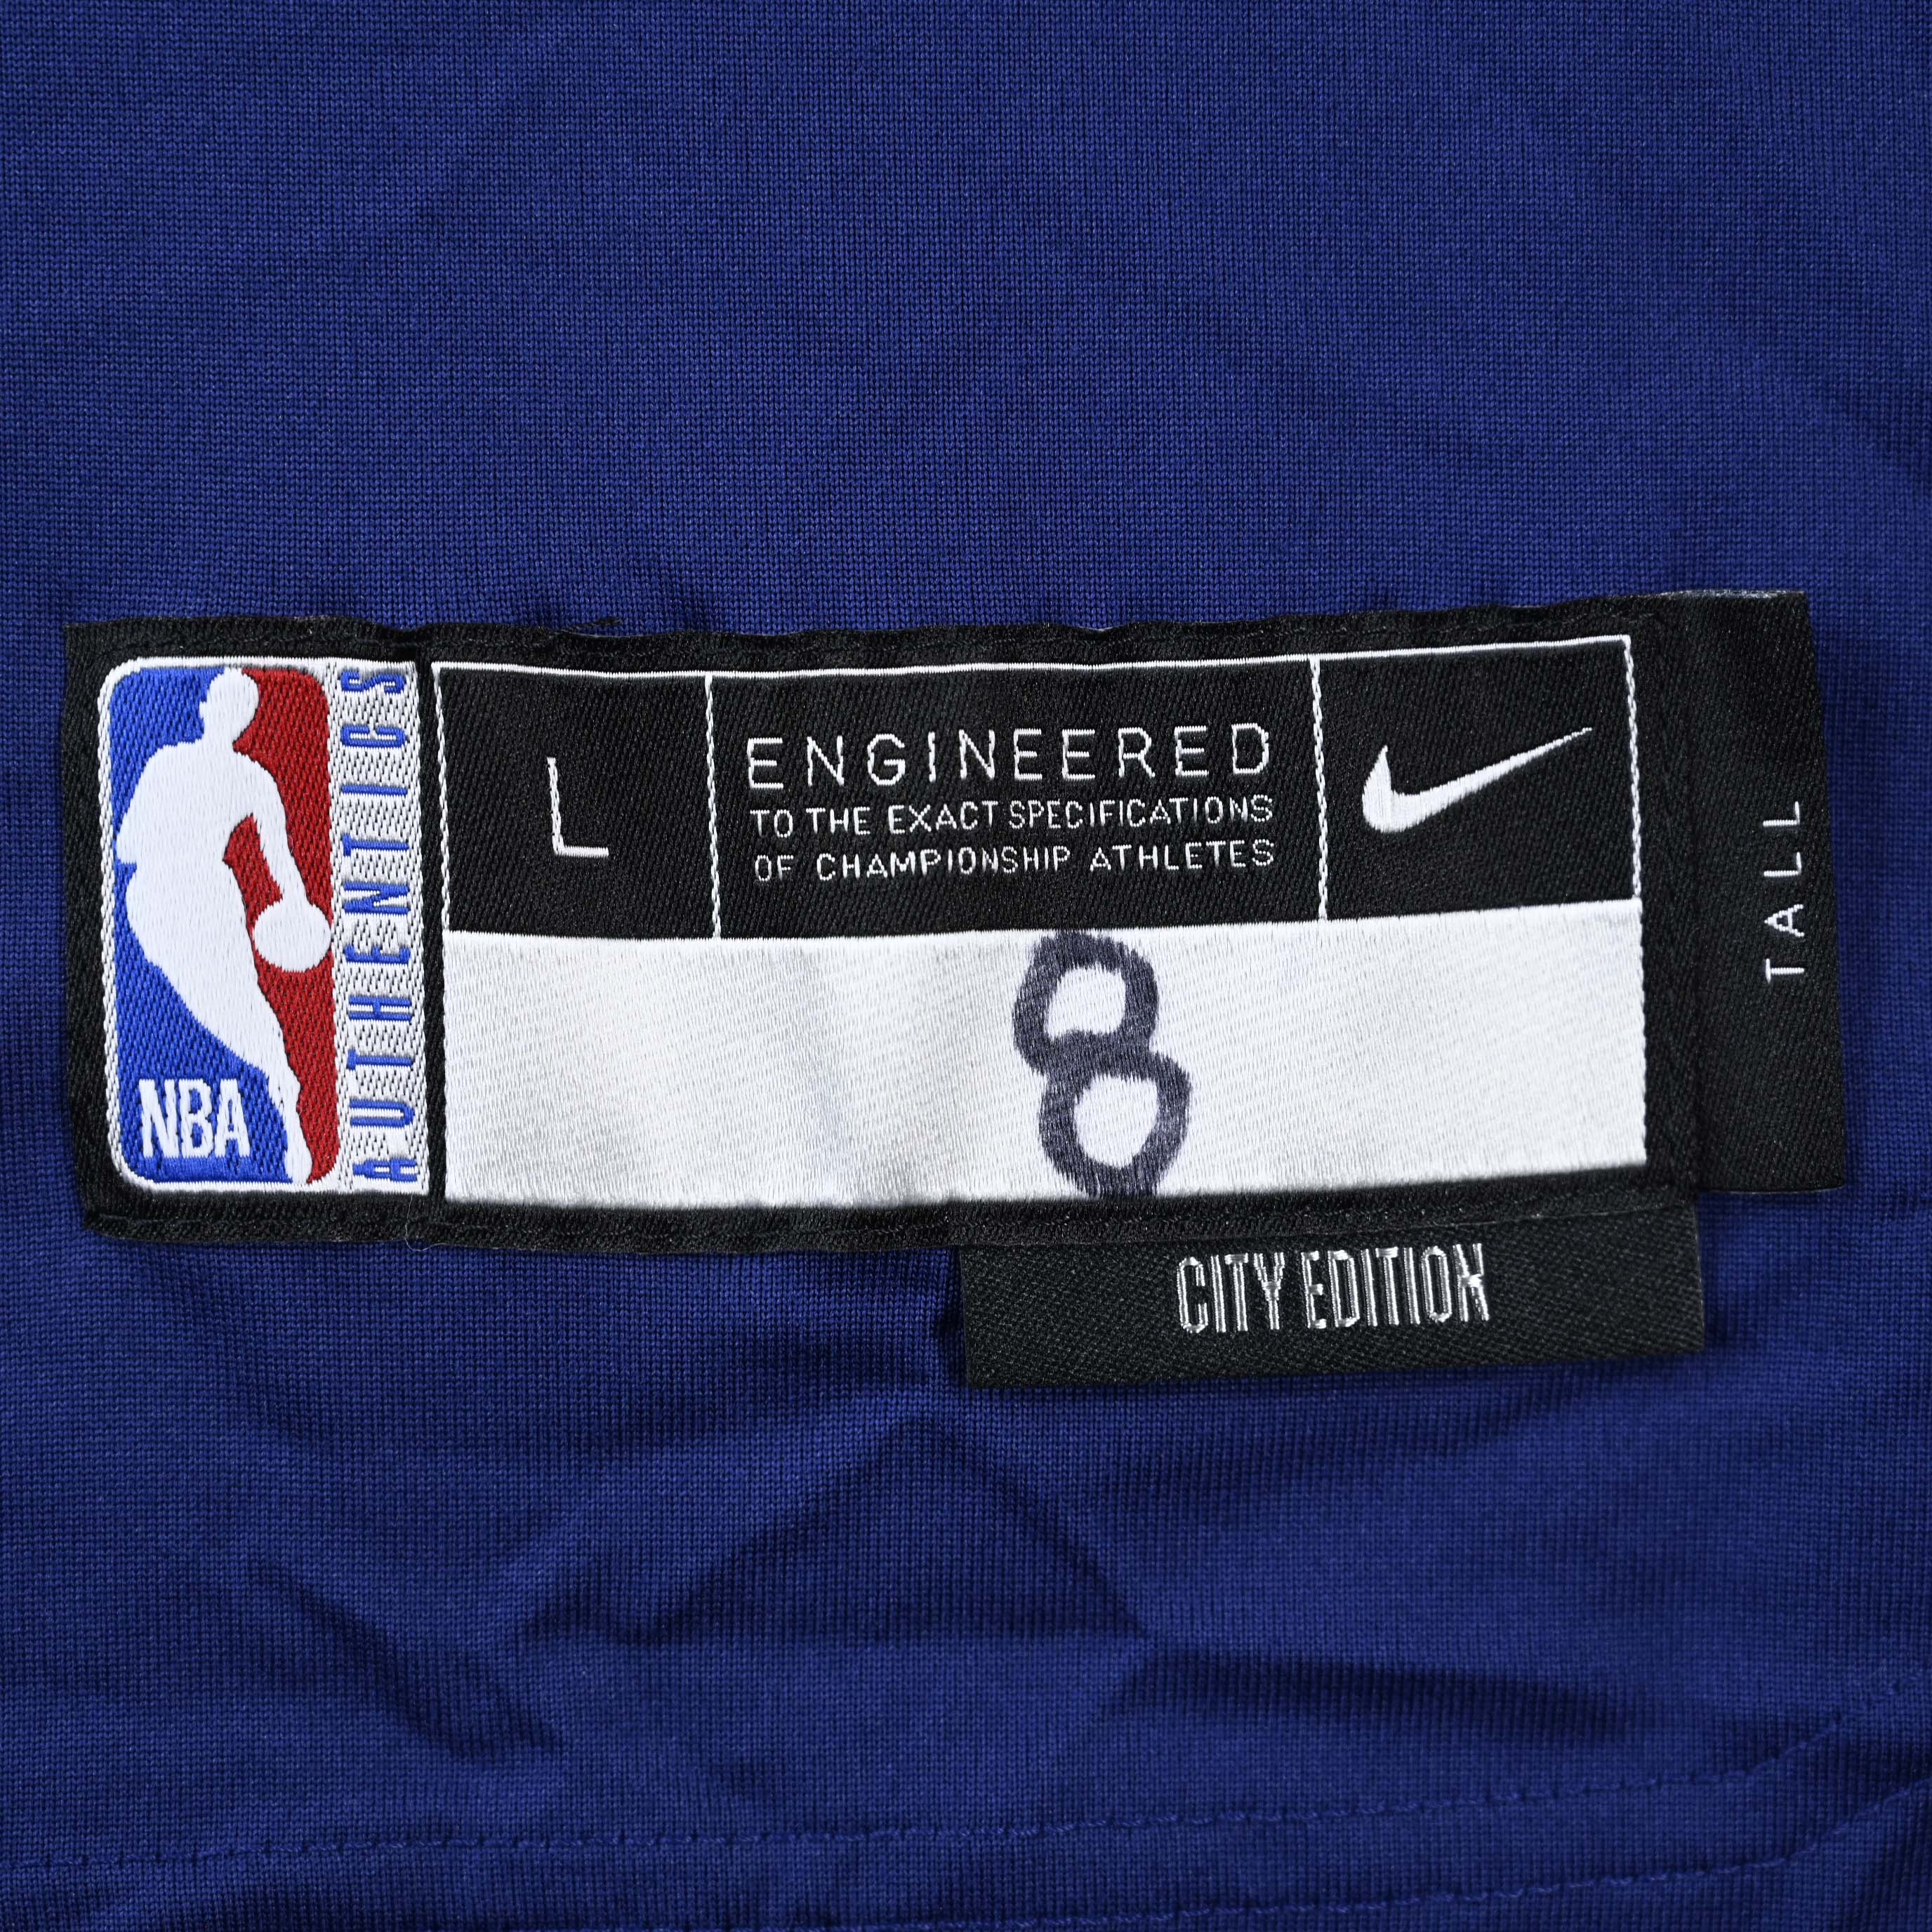 NBA
AUTHENTICS
L
ENGINEERED
TO THE EXACT SPECIFICATIONS
OF CHAMPIONSHIP ATHLETES
TALL
8
CITY EDITION